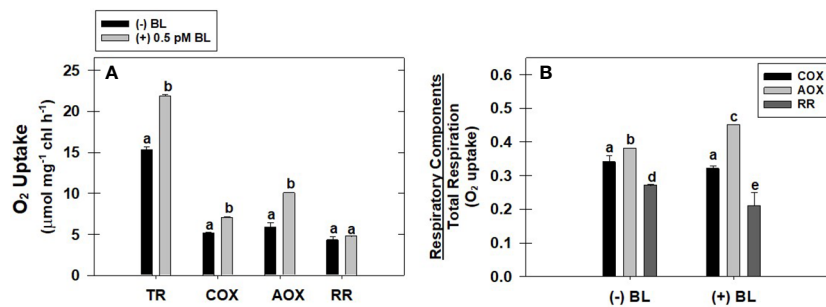 (-) BL
(+) 0.5 pM BL
A
O₂ Uptake
(μmol mg⁻¹ chl h⁻¹)
25
20
15
10
5
0
a
b
a
b
a
b
a
a
TR
COX
AOX
RR
B
COX
AOX
RR
Respiratory Components
Total Respiration
(O₂ uptake)
0.6
0.5
0.4
0.3
0.2
0.1
0.0
a
b
d
a
c
e
(-) BL
(+) BL